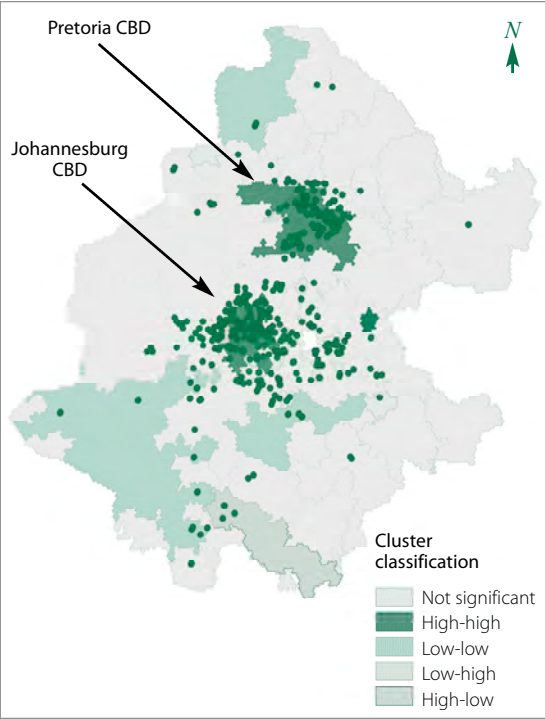 Pretoria CBD
N
Johannesburg
CBD
Cluster
classification
Not significant
High-high
Low-low
Low-high
High-low